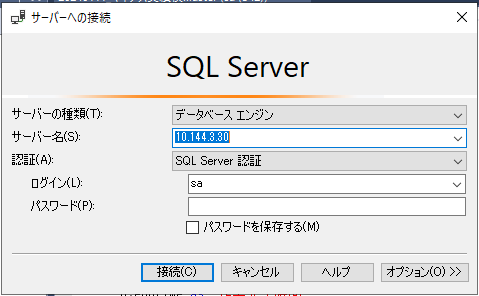 サーバーへの接続
SQL Server
サーバーの種類(T): データベース エンジン
サーバー名(S): 10.144.3.30
認証(A): SQL Server 認証
ログイン(L): sa
パスワード(P):
パスワードを保存する(M)
接続(C) キャンセル ヘルプ オプション(O) >>